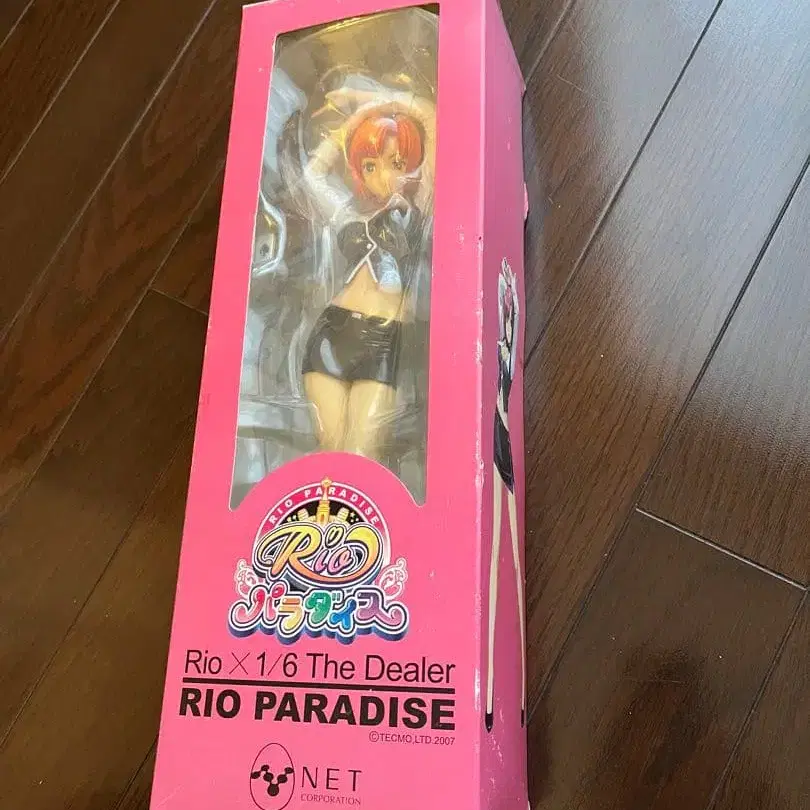 RIO PARADISE
Rio
パラダイス
Rio × 1/6 The Dealer
RIO PARADISE
©TECMO,LTD.2007
NET
CORPORATION